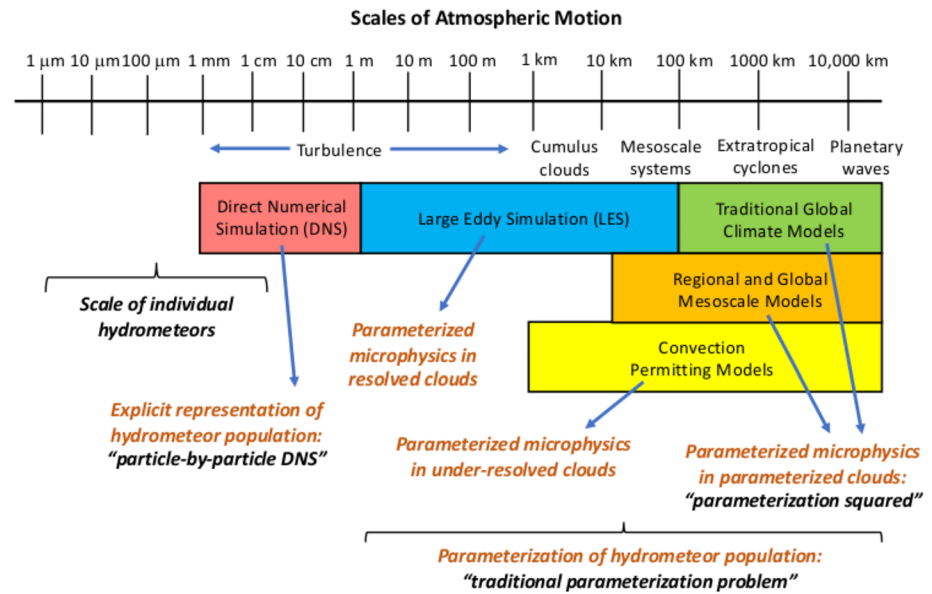 Scales of Atmospheric Motion
1 μm 10 μm 100 μm 1 mm 1 cm 10 cm 1 m 10 m 100 m 1 km 10 km 100 km 1000 km 10,000 km
Turbulence
Cumulus
clouds
Mesoscale
systems
Extratropical
cyclones
Planetary
waves
Direct Numerical
Simulation (DNS)
Large Eddy Simulation (LES)
Traditional Global
Climate Models
Regional and Global
Mesoscale Models
Convection
Permitting Models
Scale of individual
hydrometeors
Parameterized
microphysics in
resolved clouds
Explicit representation of
hydrometeor population:
“particle-by-particle DNS”
Parameterized microphysics
in under-resolved clouds
Parameterized microphysics
in parameterized clouds:
“parameterization squared”
Parameterization of hydrometeor population:
“traditional parameterization problem”